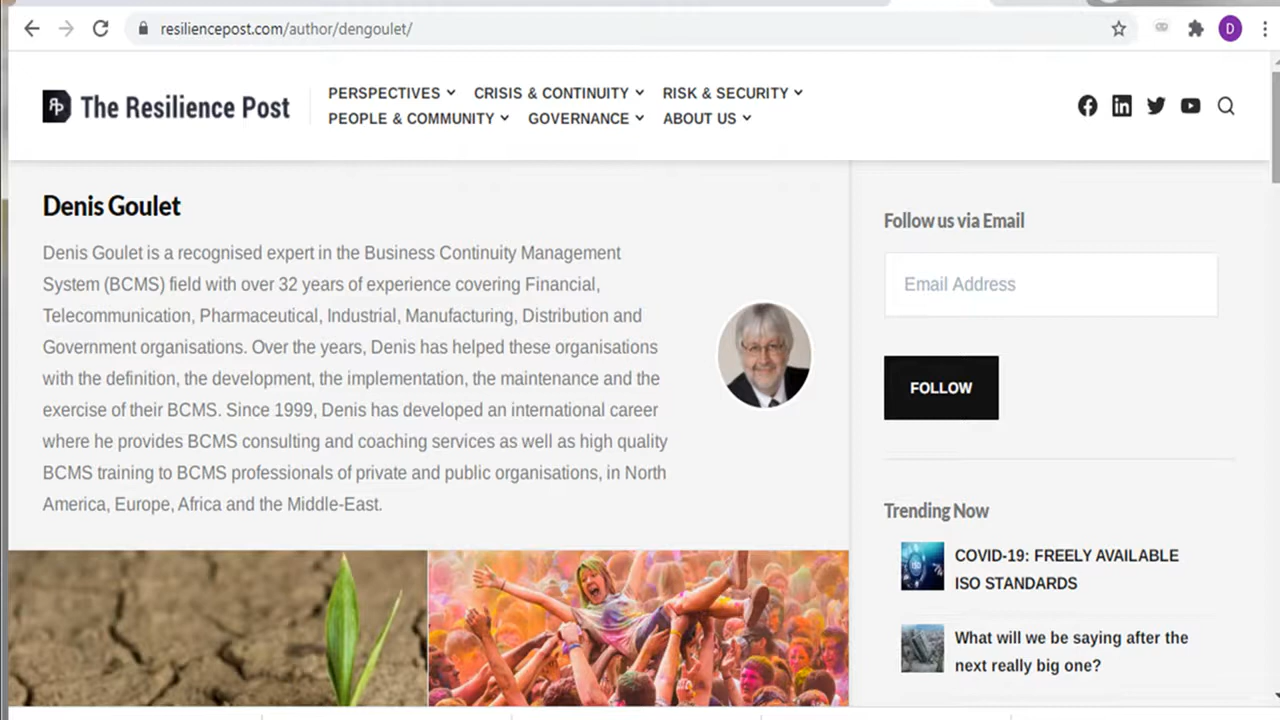 resiliencepost.com/author/dengoulet/
D
The Resilience Post
PERSPECTIVES
CRISIS & CONTINUITY
RISK & SECURITY
PEOPLE & COMMUNITY
GOVERNANCE
ABOUT US
Denis Goulet
Denis Goulet is a recognised expert in the Business Continuity Management
System (BCMS) field with over 32 years of experience covering Financial,
Telecommunication, Pharmaceutical, Industrial, Manufacturing, Distribution and
Government organisations. Over the years, Denis has helped these organisations
with the definition, the development, the implementation, the maintenance and the
exercise of their BCMS. Since 1999, Denis has developed an international career
where he provides BCMS consulting and coaching services as well as high quality
BCMS training to BCMS professionals of private and public organisations, in North
America, Europe, Africa and the Middle-East.
Follow us via Email
Email Address
FOLLOW
Trending Now
ISO
COVID-19: FREELY AVAILABLE
ISO STANDARDS
What will we be saying after the
next really big one?